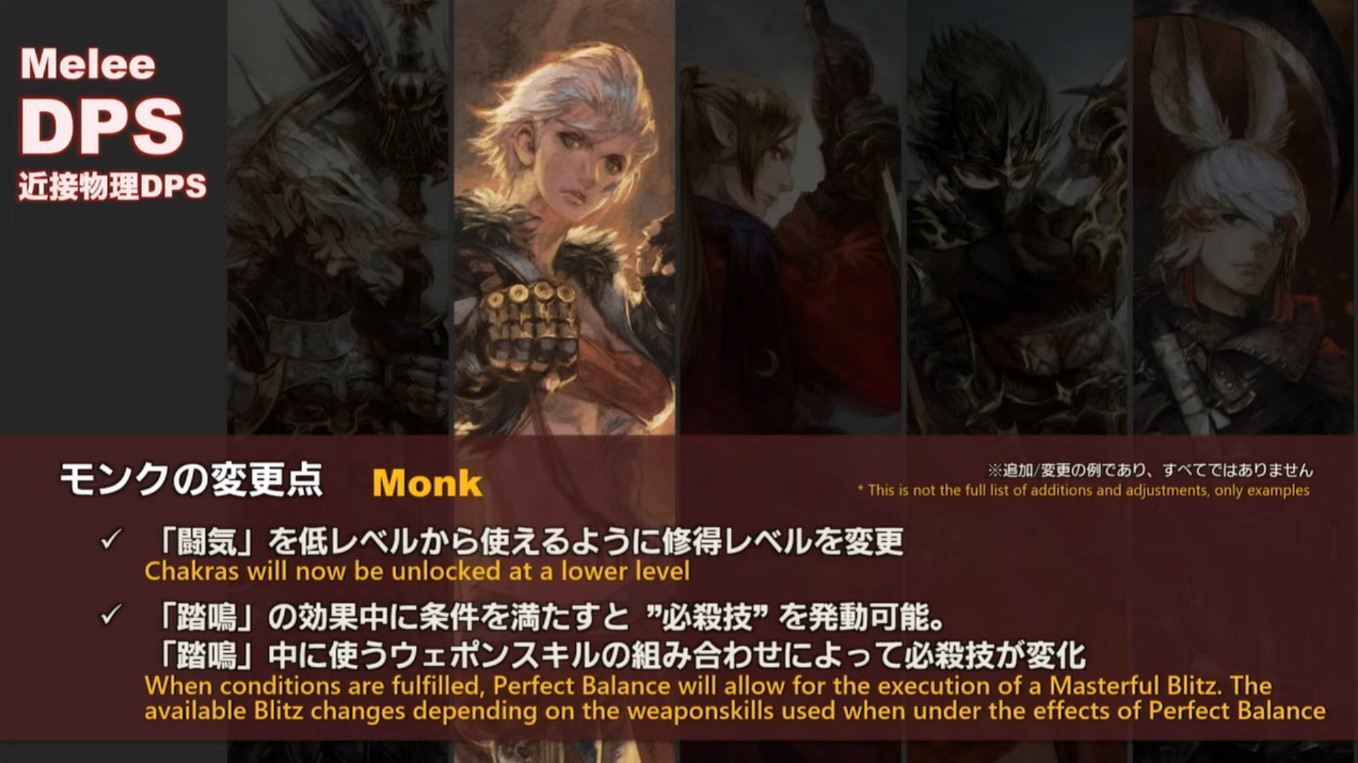 Melee
DPS
近接物理DPS
モンクの変更点 Monk
※追加/変更の例であり、すべてではありません
* This is not the full list of additions and adjustments, only examples
✓ 「闘気」を低レベルから使えるように修得レベルを変更
Chakras will now be unlocked at a lower level
✓ 「踏鳴」の効果中に条件を満たすと ”必殺技” を発動可能。
「踏鳴」中に使うウェポンスキルの組み合わせによって必殺技が変化
When conditions are fulfilled, Perfect Balance will allow for the execution of a Masterful Blitz. The
available Blitz changes depending on the weaponskills used when under the effects of Perfect Balance